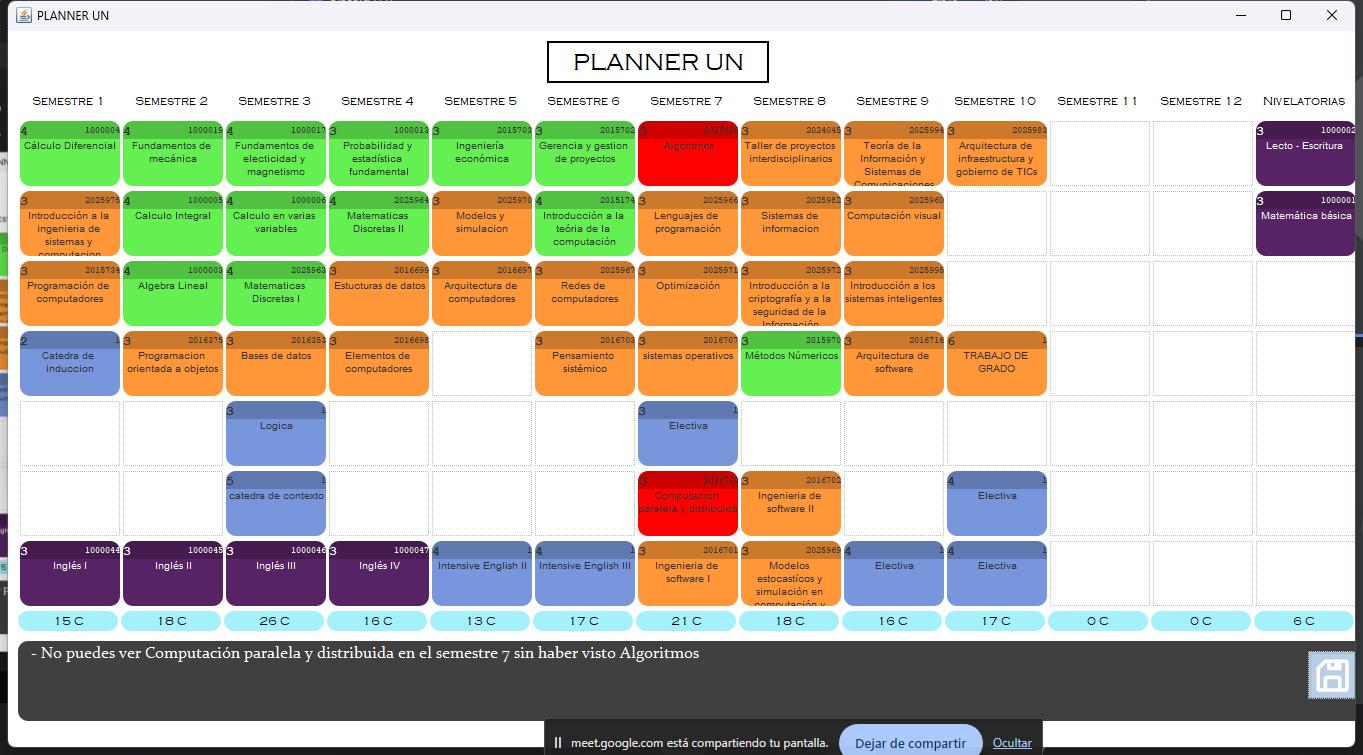 PLANNER UN
PLANNER UN
SEMESTRE 1 SEMESTRE 2 SEMESTRE 3 SEMESTRE 4 SEMESTRE 5 SEMESTRE 6 SEMESTRE 7 SEMESTRE 8 SEMESTRE 9 SEMESTRE 10 SEMESTRE 11 SEMESTRE 12 NIVELATORIAS
4 1000004
Cálculo Diferencial
4 1000019
Fundamentos de
mecánica
4 1000017
Fundamentos de
electicidad y
magnetismo
3 1000013
Probabilidad y
estadística
fundamental
3 2015703
Ingeniería
económica
3 2015702
Gerencia y gestion
de proyectos
3
Algoritmos
3 2024045
Taller de proyectos
interdisciplinarios
3 2025994
Teoría de la
Información y
Sistemas de
Comunicaciones
3 2025983
Arquitectura de
infraestructura y
gobierno de TICs
3 1000002
Lecto - Escritura
3 2025975
Introducción a la
ingenieria de
sistemas y
computacion
4 1000005
Calculo Integral
4 1000006
Calculo en varias
variables
4 2025964
Matematicas
Discretas II
3 2025970
Modelos y
simulacion
4 2015174
Introducción a la
teória de la
computación
3 2025966
Lenguajes de
programación
3 2025982
Sistemas de
informacion
3 2025960
Computación visual
3 1000001
Matemática básica
3 2015734
Programación de
computadores
4 1000003
Algebra Lineal
4 2025963
Matematicas
Discretas I
3 2016699
Estucturas de datos
3 2016697
Arquitectura de
computadores
3 2025967
Redes de
computadores
3 2025971
Optimización
3 2025972
Introducción a la
criptografía y a la
seguridad de la
Información
3 2025995
Introducción a los
sistemas inteligentes
2 1
Catedra de
induccion
3 2016375
Programacion
orientada a objetos
3 2016353
Bases de datos
3 2016698
Elementos de
computadores
3 2016703
Pensamiento
sistémico
3 2016707
sistemas operativos
3 2015970
Métodos Númericos
3 2016716
Arquitectura de
software
6 1
TRABAJO DE
GRADO
3 1
Logica
3 1
Electiva
5 1
catedra de contexto
3
Computación
paralela y distribuida
3 2016702
Ingenieria de
software II
4 1
Electiva
3 1000044
Inglés I
3 1000045
Inglés II
3 1000046
Inglés III
3 1000047
Inglés IV
4 1
Intensive English II
4 1
Intensive English III
3 2016701
Ingenieria de
software I
3 2025969
Modelos
estocastícos y
simulación en
computación y
4 1
Electiva
4 1
Electiva
15 C 18 C 26 C 16 C 13 C 17 C 21 C 18 C 16 C 17 C 0 C 0 C 6 C
- No puedes ver Computación paralela y distribuida en el semestre 7 sin haber visto Algoritmos
meet.google.com está compartiendo tu pantalla. Dejar de compartir Ocultar